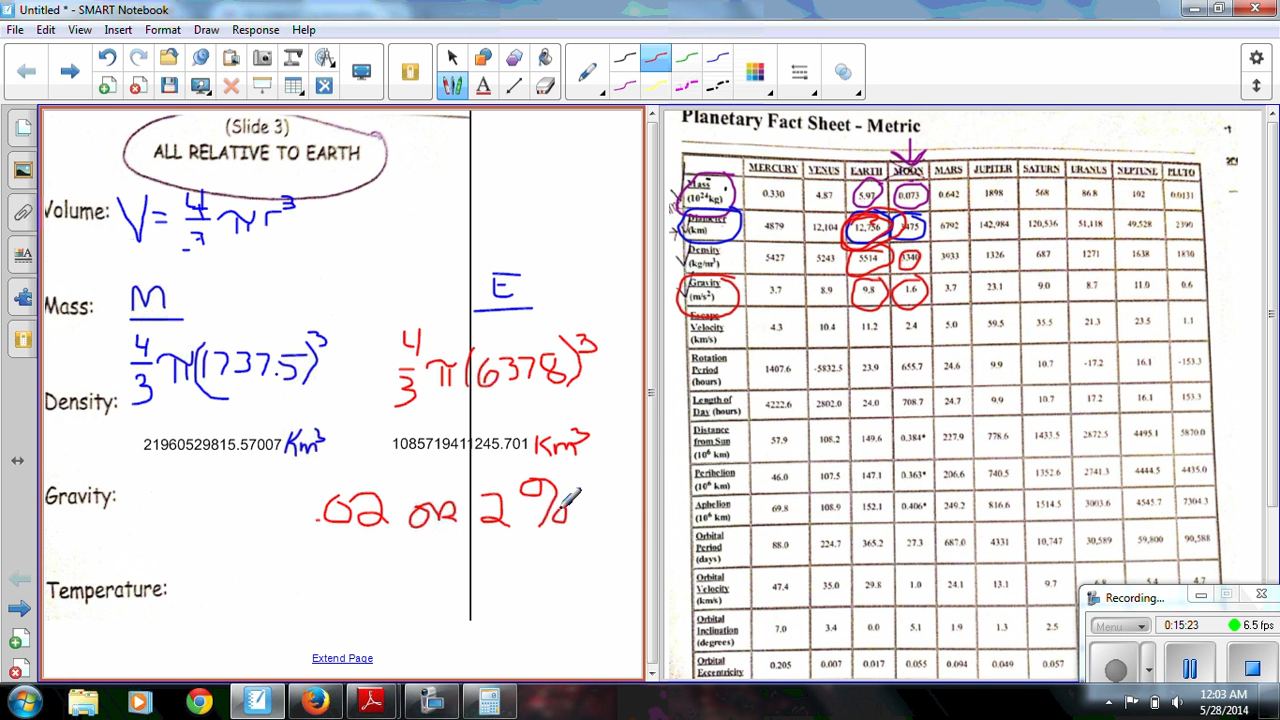 Untitled * - SMART Notebook
File Edit View Insert Format Draw Response Help
(Slide 3)
ALL RELATIVE TO EARTH
Volume: V = 4/3 π r³
Mass: M E
4/3 π(1737.5)³ 4/3 π(6378)³
Density:
21960529815.57007 Km³ 1085719411245.701 Km³
Gravity:
.02 or 2%
Temperature:
Extend Page
Planetary Fact Sheet - Metric
MERCURY VENUS EARTH MOON MARS JUPITER SATURN URANUS NEPTUNE PLUTO
Mass (10²⁴kg) 0.330 4.87 5.97 0.073 0.642 1898 568 86.8 102 0.0131
Diameter (km) 4879 12,104 12,756 3475 6792 142,984 120,536 51,118 49,528 2390
Density (kg/m³) 5427 5243 5514 3340 3933 1326 687 1271 1638 1830
Gravity (m/s²) 3.7 8.9 9.8 1.6 3.7 23.1 9.0 8.7 11.0 0.6
Escape Velocity (km/s) 4.3 10.4 11.2 2.4 5.0 59.5 35.5 21.3 23.5 1.1
Rotation Period (hours) 1407.6 -5832.5 23.9 655.7 24.6 9.9 10.7 -17.2 16.1 -153.3
Length of Day (hours) 4222.6 2802.0 24.0 708.7 24.7 9.9 10.7 17.2 16.1 153.3
Distance from Sun (10⁶ km) 57.9 108.2 149.6 0.384* 227.9 778.6 1433.5 2872.5 4495.1 5870.0
Perihelion (10⁶ km) 46.0 107.5 147.1 0.363* 206.6 740.5 1352.6 2741.3 4444.5 4435.0
Aphelion (10⁶ km) 69.8 108.9 152.1 0.406* 249.2 816.6 1514.5 3003.6 4545.7 7304.3
Orbital Period (days) 88.0 224.7 365.2 27.3 687.0 4331 10,747 30,589 59,800 90,588
Orbital Velocity (km/s) 47.4 35.0 29.8 1.0 24.1 13.1 9.7 6.8 5.4 4.7
Orbital Inclination (degrees) 7.0 3.4 0.0 5.1 1.9 1.3 2.5
Orbital Eccentricity 0.205 0.007 0.017 0.055 0.094 0.049 0.057
Recording...
Menu 0:15:23 6.5 fps
12:03 AM
5/28/2014